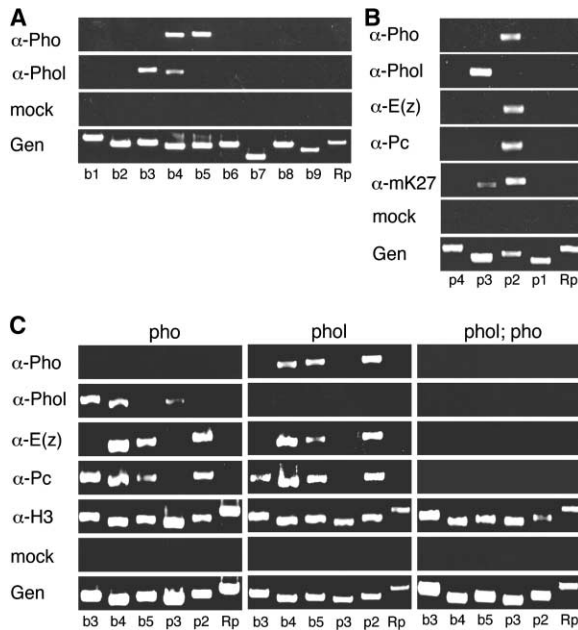 A
α-Pho
α-Phol
mock
Gen
b1 b2 b3 b4 b5 b6 b7 b8 b9 Rp
B
α-Pho
α-Phol
α-E(z)
α-Pc
α-mK27
mock
Gen
p4 p3 p2 p1 Rp
C
pho phol phol; pho
α-Pho
α-Phol
α-E(z)
α-Pc
α-H3
mock
Gen
b3 b4 b5 p3 p2 Rp b3 b4 b5 p3 p2 Rp b3 b4 b5 p3 p2 Rp